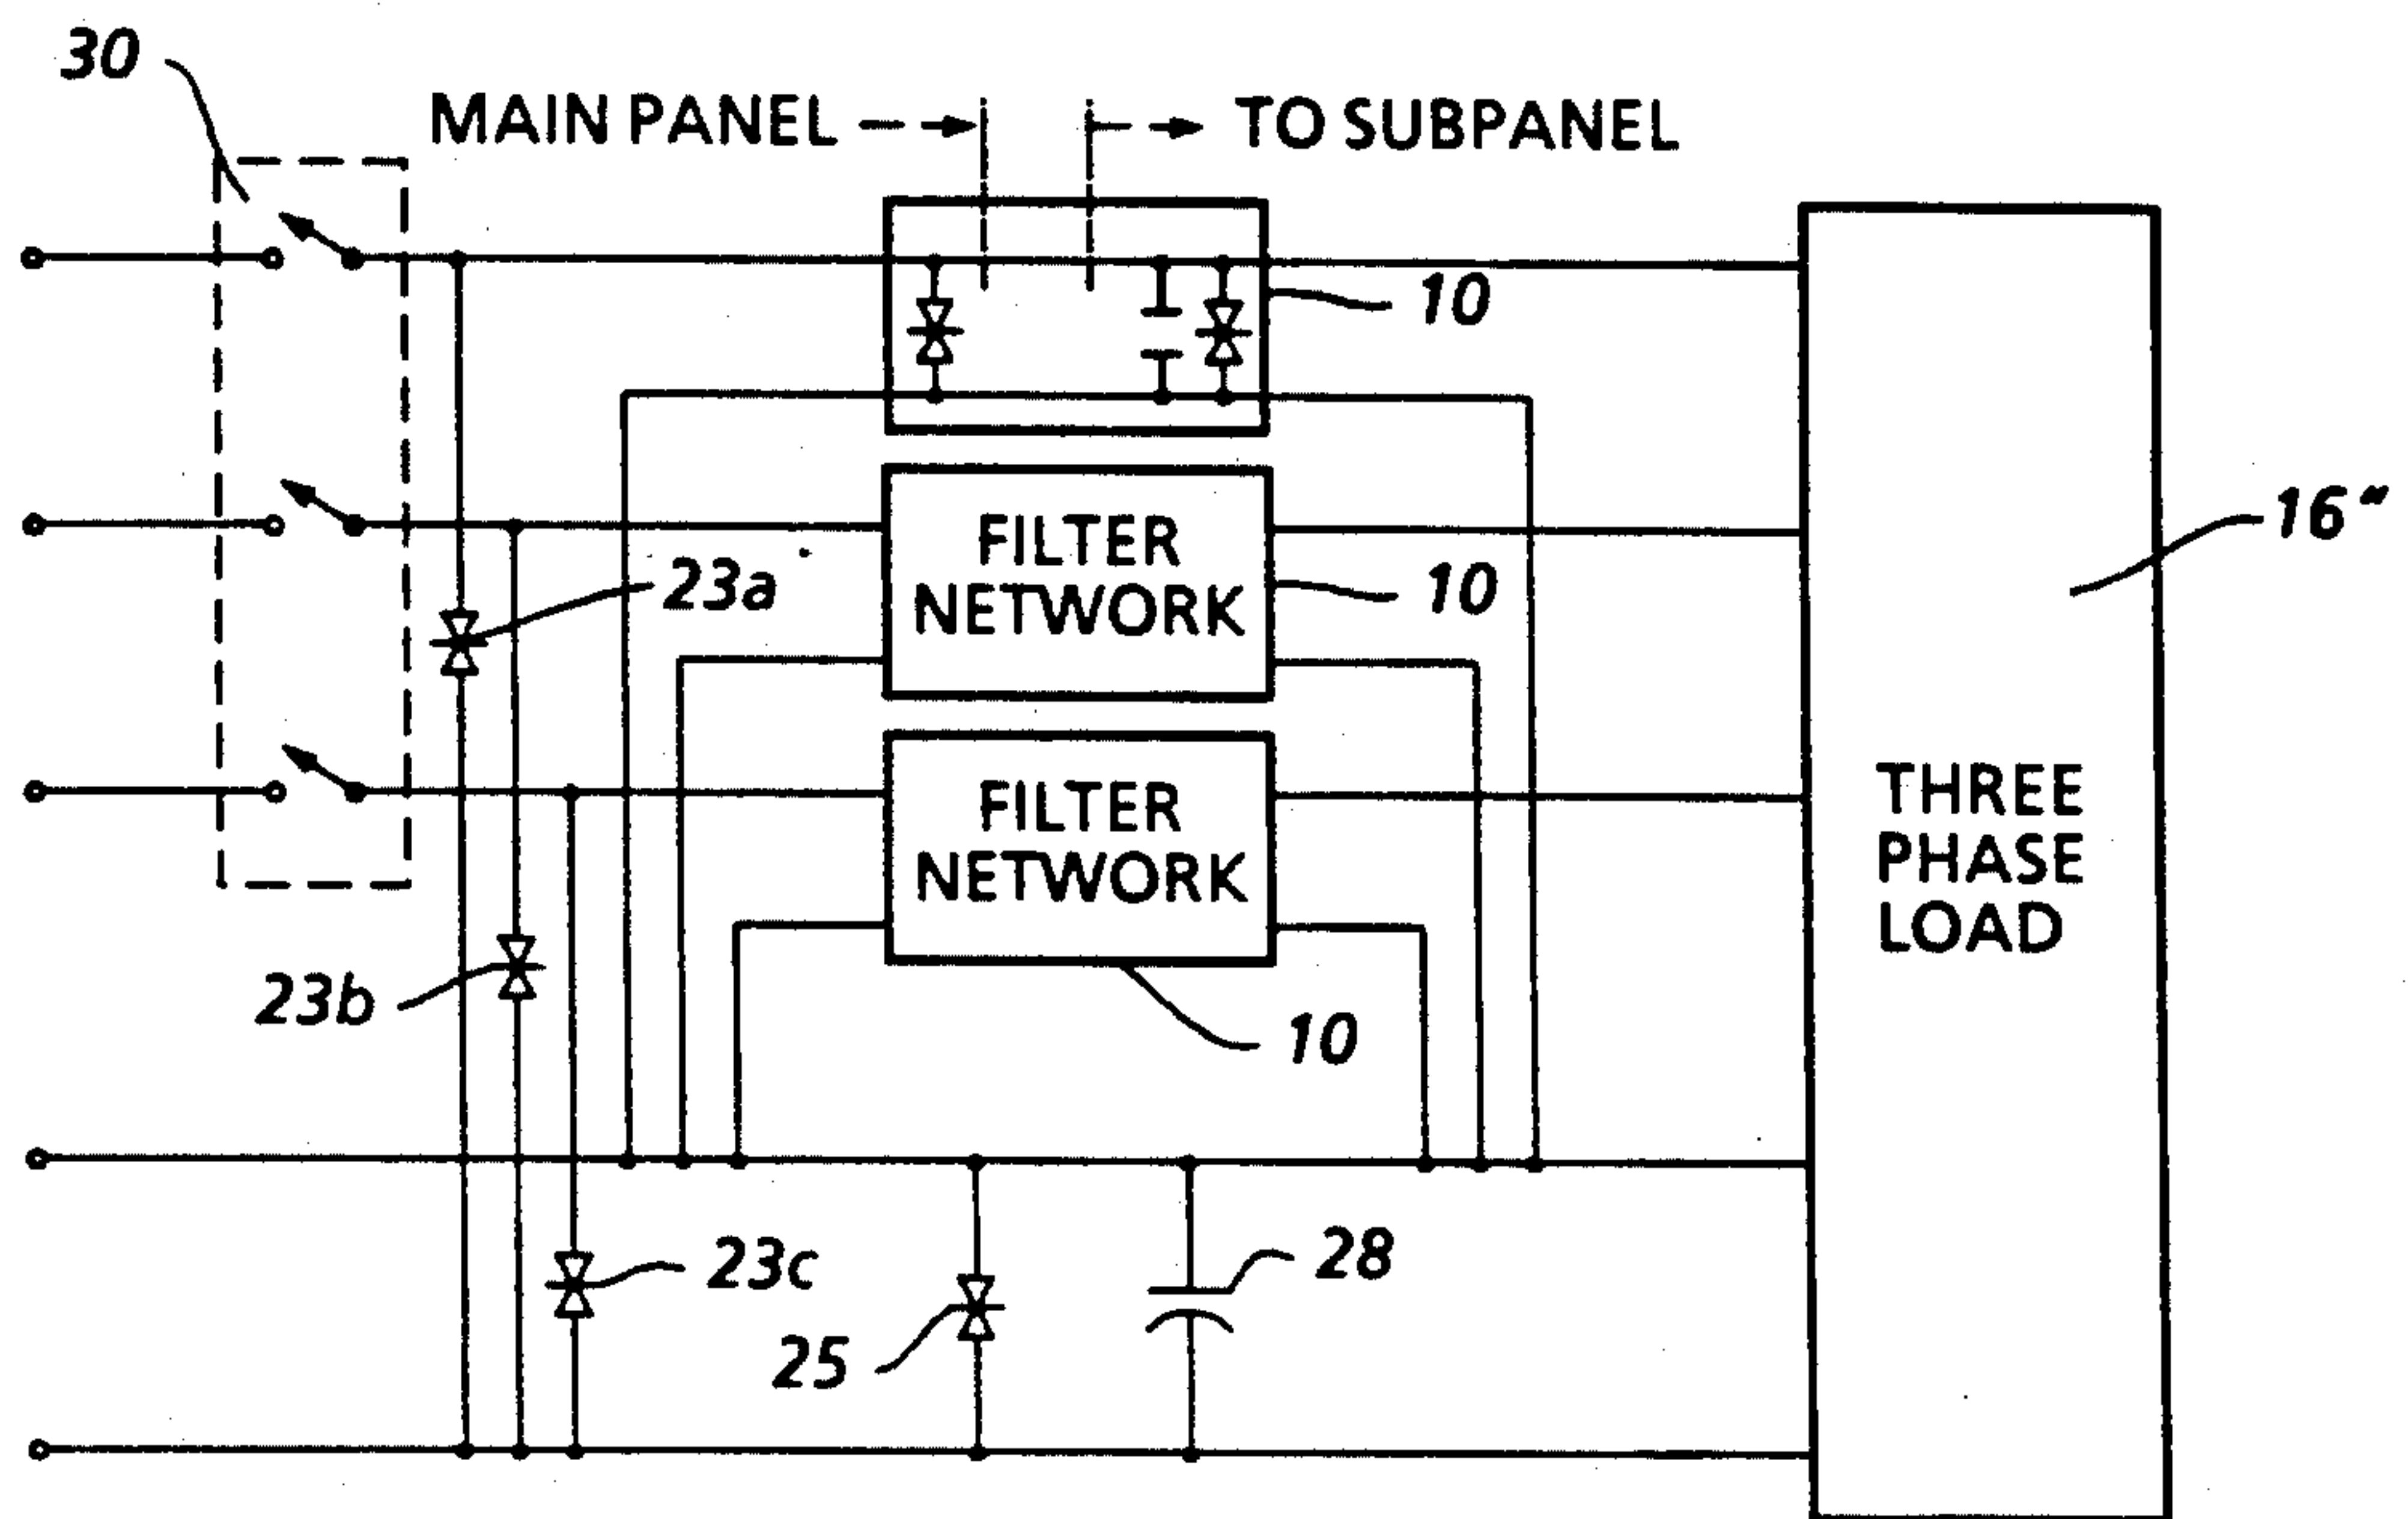 30
MAIN PANEL
TO SUBPANEL
10
FILTER
NETWORK
10
16"
23a
FILTER
NETWORK
10
THREE
PHASE
LOAD
23b
23c
28
25